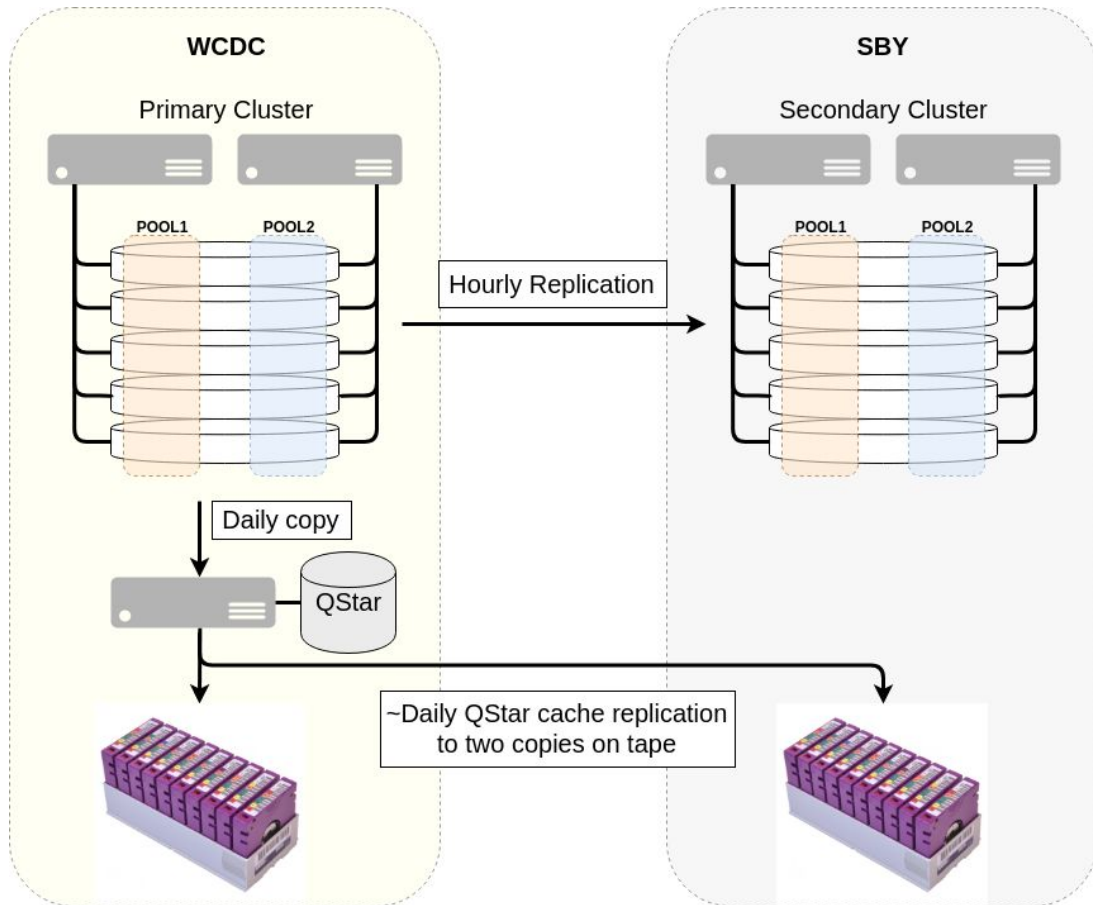 WCDC
SBY
Primary Cluster
Secondary Cluster
POOL1
POOL2
POOL1
POOL2
Hourly Replication
Daily copy
QStar
~Daily QStar cache replication
to two copies on tape